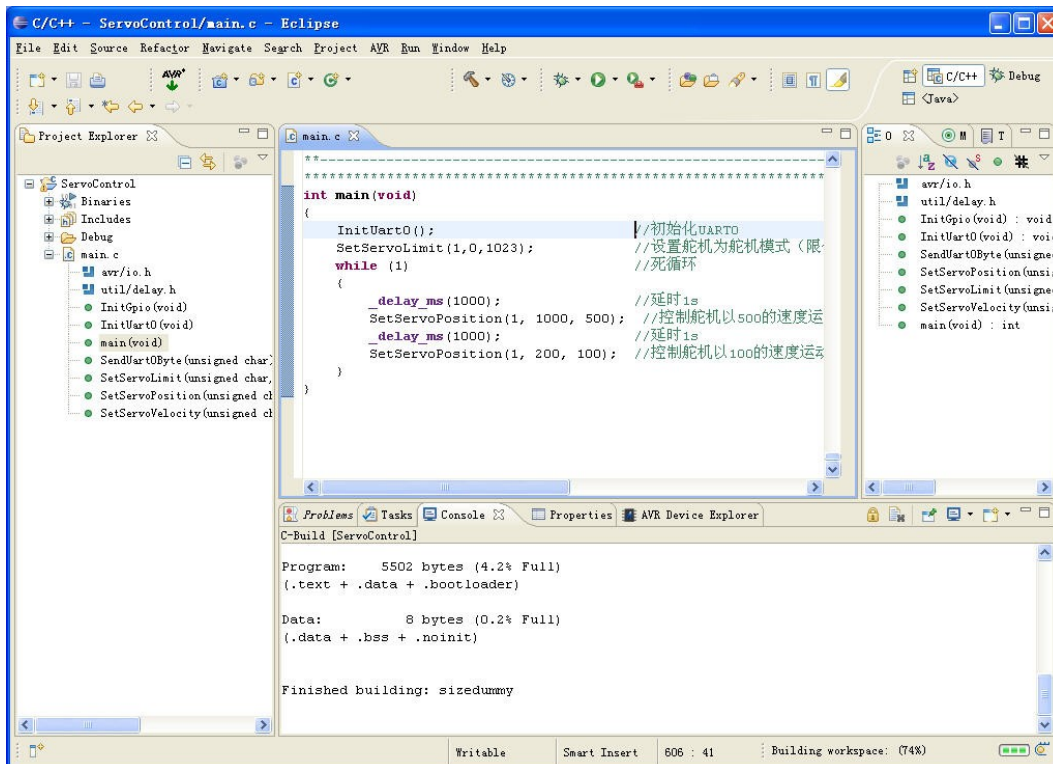 C/C++ - ServoControl/main.c - Eclipse
File Edit Source Refactor Navigate Search Project AVR Run Window Help
AVR
C/C++ Debug
<Java>
Project Explorer
ServoControl
Binaries
Includes
Debug
main.c
avr/io.h
util/delay.h
InitGpio(void)
InitUart0(void)
main(void)
SendUart0Byte(unsigned char)
SetServoLimit(unsigned char,
SetServoPosition(unsigned ch
SetServoVelocity(unsigned ch
main.c
int main(void)
{
InitUart0(); //初始化UART0
SetServoLimit(1,0,1023); //设置舵机为舵机模式（限
while (1) //死循环
{
_delay_ms(1000); //延时1s
SetServoPosition(1, 1000, 500); //控制舵机以500的速度运
_delay_ms(1000); //延时1s
SetServoPosition(1, 200, 100); //控制舵机以100的速度运动
}
}
O M T
avr/io.h
util/delay.h
InitGpio(void) : void
InitUart0(void) : voi
SendUart0Byte(unsigne
SetServoPosition(unsi
SetServoLimit(unsigne
SetServoVelocity(unsi
main(void) : int
Problems Tasks Console Properties AVR Device Explorer
C-Build [ServoControl]
Program: 5502 bytes (4.2% Full)
(.text + .data + .bootloader)
Data: 8 bytes (0.2% Full)
(.data + .bss + .noinit)
Finished building: sizedummy
Writable Smart Insert 606 : 41 Building workspace: (74%)